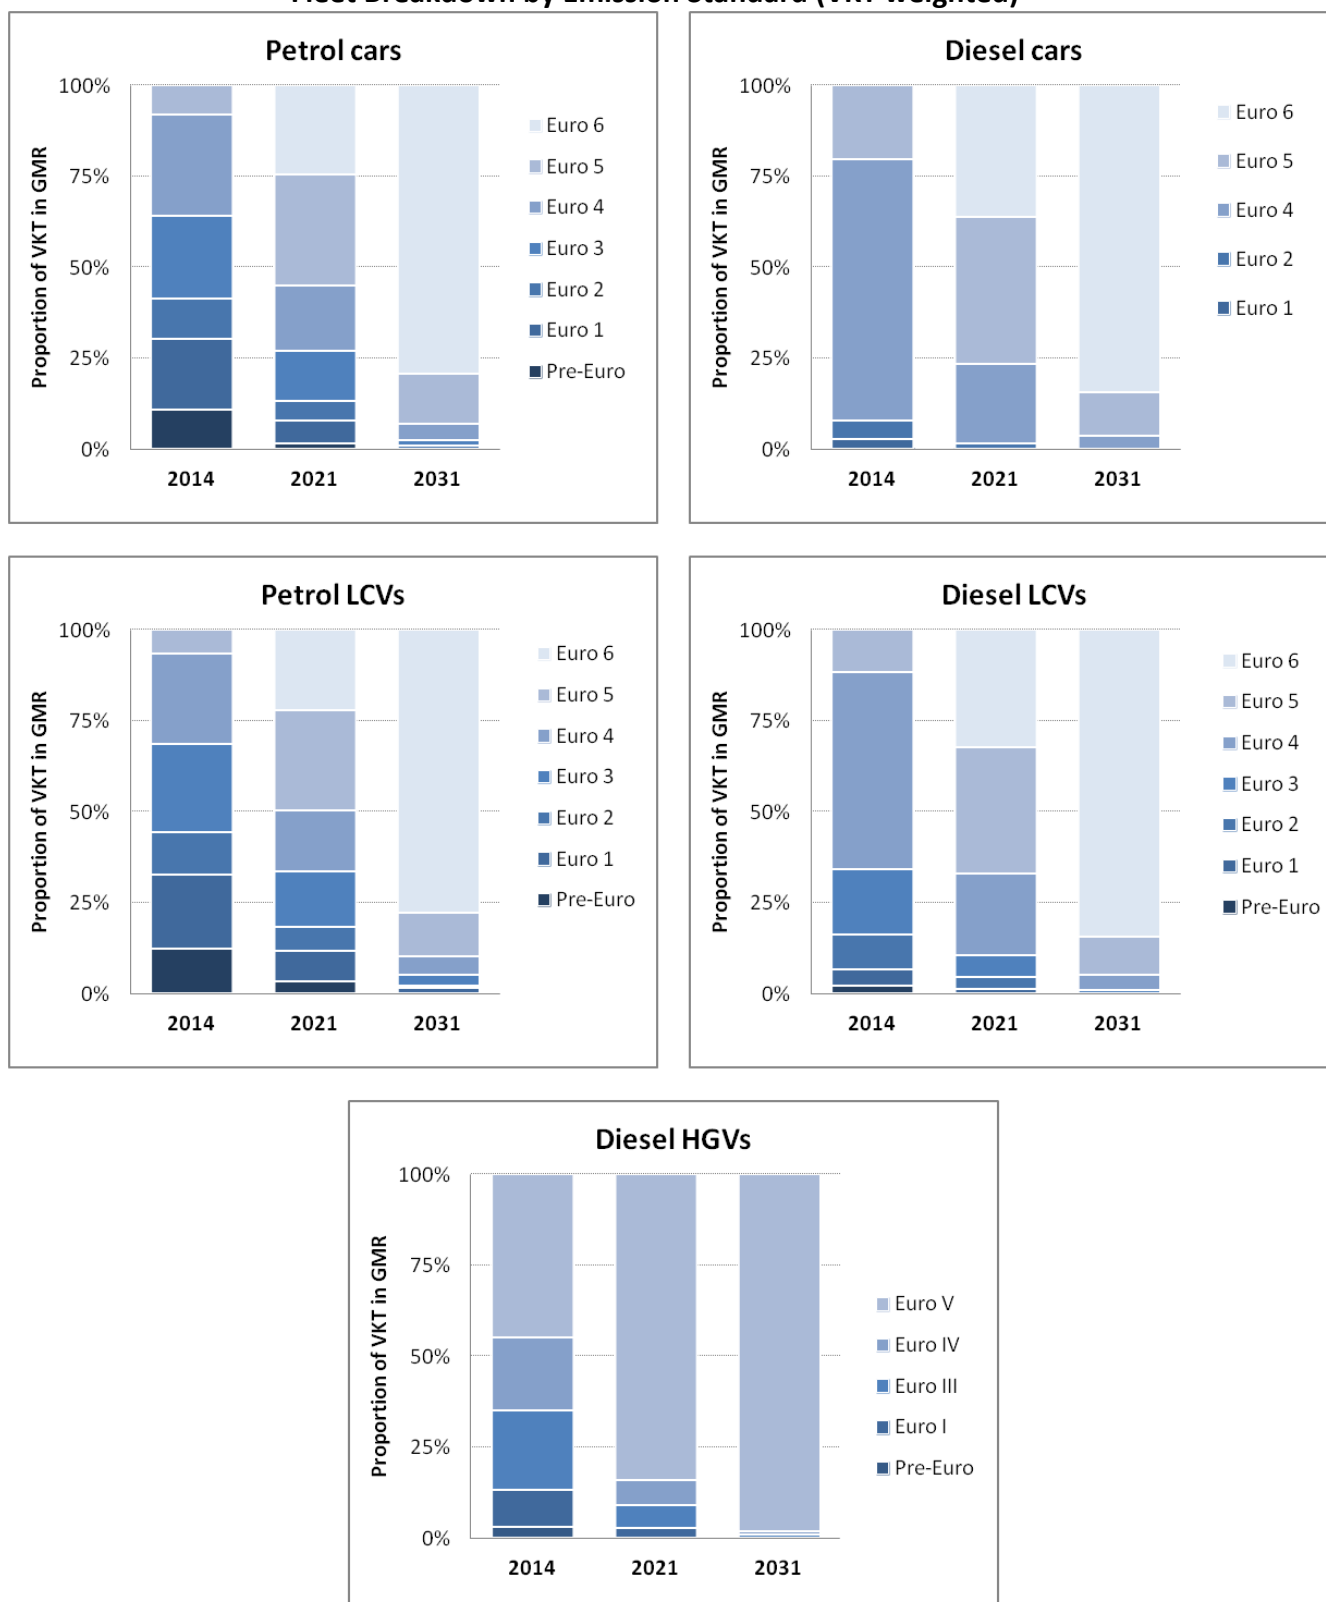 Fleet Breakdown by Emission Standard (VKT weighted)
Petrol cars
Proportion of VKT in GMR
100%
75%
50%
25%
0%
2014 2021 2031
Euro 6
Euro 5
Euro 4
Euro 3
Euro 2
Euro 1
Pre-Euro
Diesel cars
Proportion of VKT in GMR
100%
75%
50%
25%
0%
2014 2021 2031
Euro 6
Euro 5
Euro 4
Euro 2
Euro 1
Petrol LCVs
Proportion of VKT in GMR
100%
75%
50%
25%
0%
2014 2021 2031
Euro 6
Euro 5
Euro 4
Euro 3
Euro 2
Euro 1
Pre-Euro
Diesel LCVs
Proportion of VKT in GMR
100%
75%
50%
25%
0%
2014 2021 2031
Euro 6
Euro 5
Euro 4
Euro 3
Euro 2
Euro 1
Pre-Euro
Diesel HGVs
Proportion of VKT in GMR
100%
75%
50%
25%
0%
2014 2021 2031
Euro V
Euro IV
Euro III
Euro I
Pre-Euro